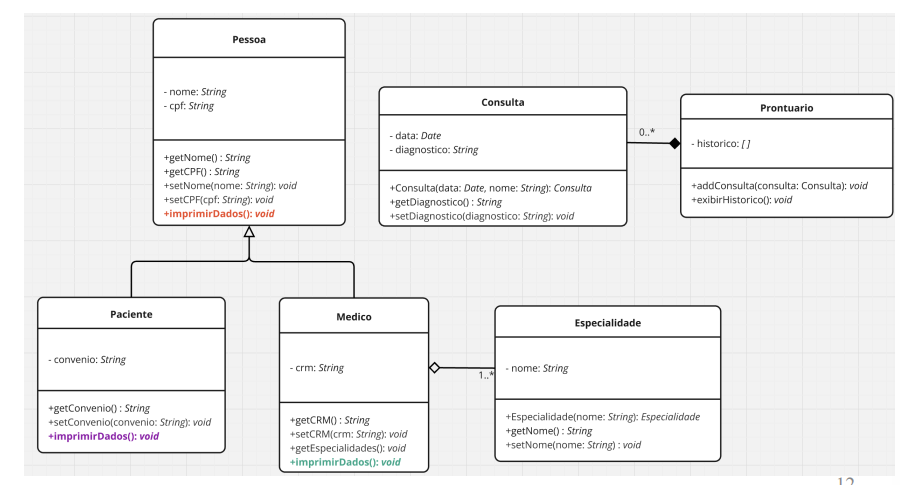 Pessoa
- nome: String
- cpf: String
+getNome() : String
+getCPF() : String
+setNome(nome: String): void
+setCPF(cpf: String): void
+imprimirDados(): void
Consulta
- data: Date
- diagnostico: String
+Consulta(data: Date, nome: String): Consulta
+getDiagnostico() : String
+setDiagnostico(diagnostico: String): void
0..*
Prontuario
- historico: [ ]
+addConsulta(consulta: Consulta): void
+exibirHistorico(): void
Paciente
- convenio: String
+getConvenio() : String
+setConvenio(convenio: String): void
+imprimirDados(): void
Medico
- crm: String
+getCRM() : String
+setCRM(crm: String): void
+getEspecialidades(): void
+imprimirDados(): void
1..*
Especialidade
- nome: String
+Especialidade(nome: String): Especialidade
+getNome() : String
+setNome(nome: String) : void
12